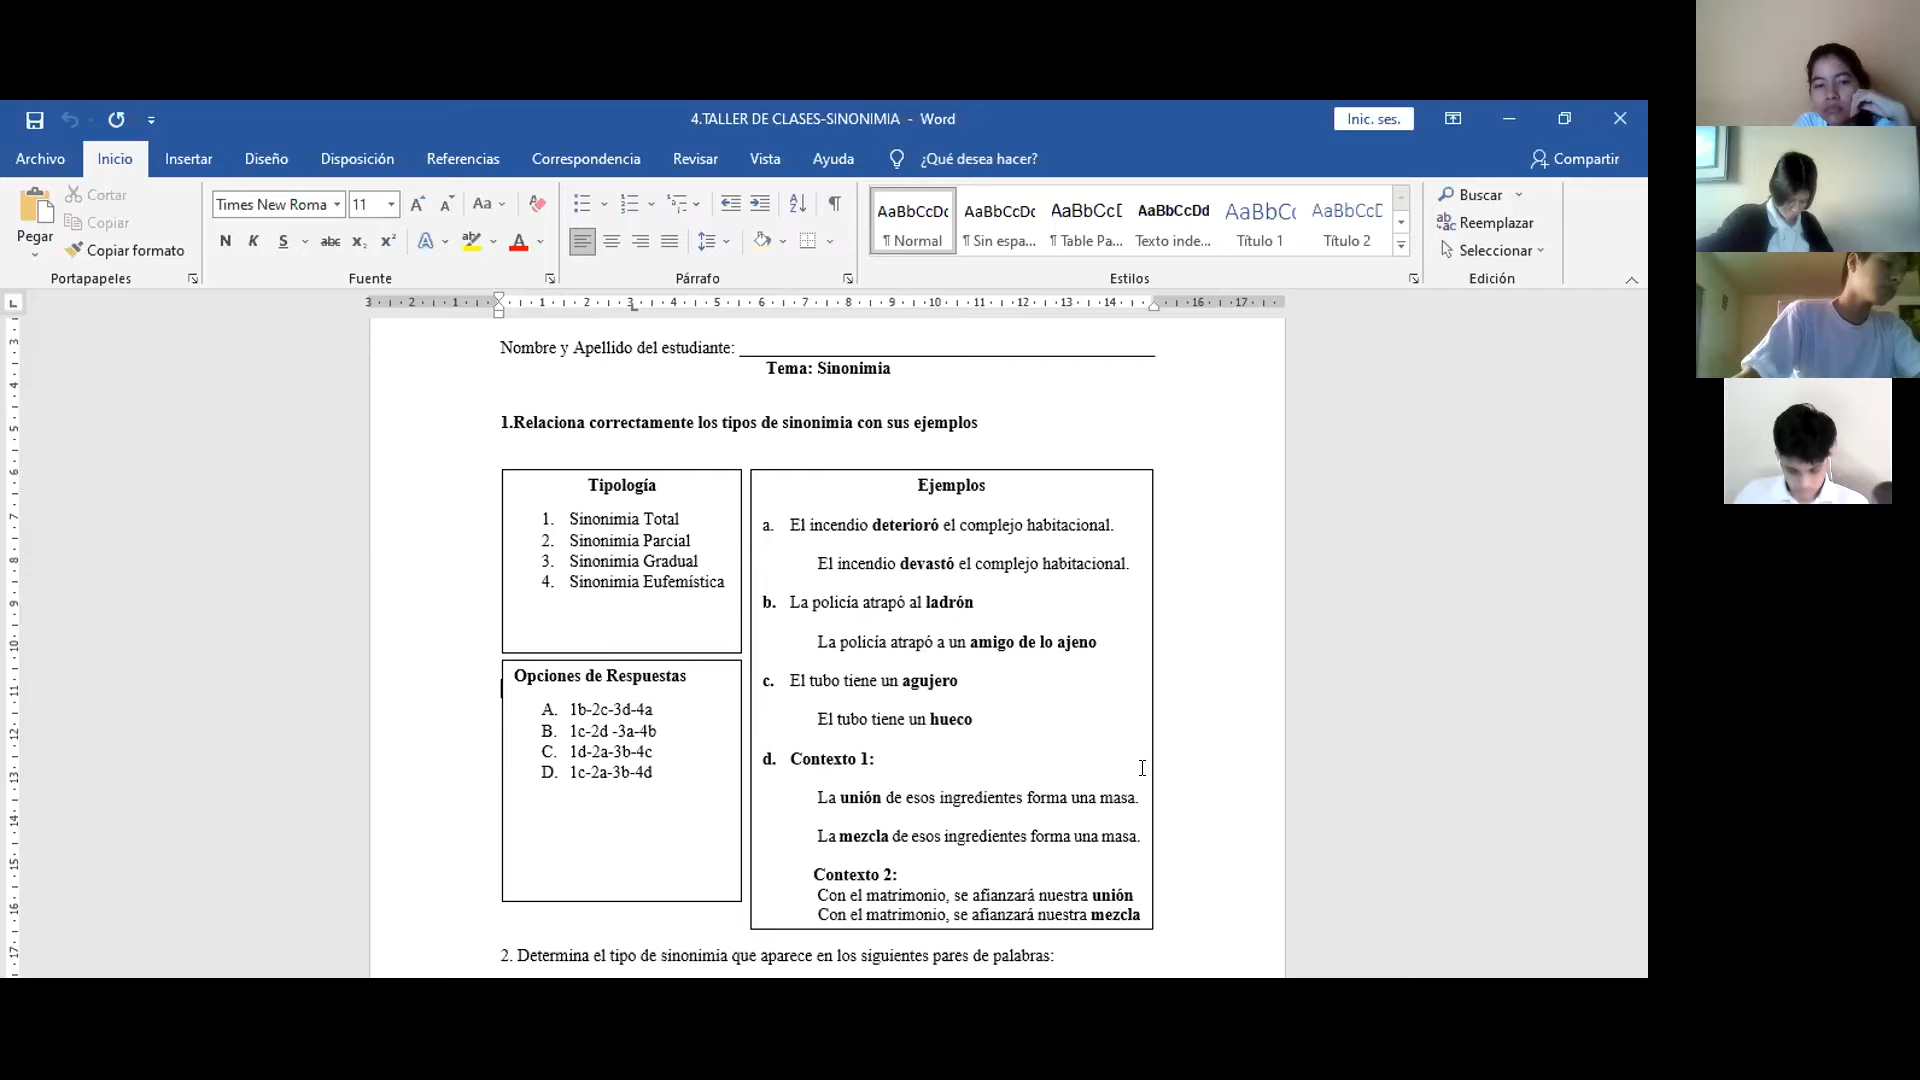 4.TALLER DE CLASES-SINONIMIA - Word
Inic. ses.
Archivo Inicio Insertar Diseño Disposición Referencias Correspondencia Revisar Vista Ayuda ¿Qué desea hacer? Compartir
Pegar
Cortar
Copiar
Copiar formato
Portapapeles
Times New Roma 11
Fuente
Párrafo
AaBbCcDc AaBbCcDc AaBbCcD AaBbCcDd AaBbCc AaBbCcD
¶ Normal ¶ Sin espa... ¶ Table Pa... Texto inde... Título 1 Título 2
Estilos
Buscar
Reemplazar
Seleccionar
Edición
Nombre y Apellido del estudiante:
Tema: Sinonimia
1.Relaciona correctamente los tipos de sinonimia con sus ejemplos
Tipología
1. Sinonimia Total
2. Sinonimia Parcial
3. Sinonimia Gradual
4. Sinonimia Eufemística
Opciones de Respuestas
A. 1b-2c-3d-4a
B. 1c-2d -3a-4b
C. 1d-2a-3b-4c
D. 1c-2a-3b-4d
Ejemplos
a. El incendio deterioró el complejo habitacional.
El incendio devastó el complejo habitacional.
b. La policía atrapó al ladrón
La policía atrapó a un amigo de lo ajeno
c. El tubo tiene un agujero
El tubo tiene un hueco
d. Contexto 1:
La unión de esos ingredientes forma una masa.
La mezcla de esos ingredientes forma una masa.
Contexto 2:
Con el matrimonio, se afianzará nuestra unión
Con el matrimonio, se afianzará nuestra mezcla
2. Determina el tipo de sinonimia que aparece en los siguientes pares de palabras: